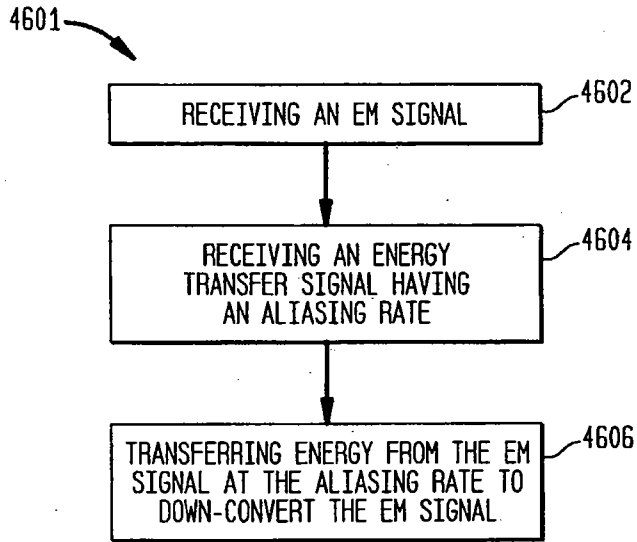 4601
RECEIVING AN EM SIGNAL
4602
RECEIVING AN ENERGY
TRANSFER SIGNAL HAVING
AN ALIASING RATE
4604
TRANSFERRING ENERGY FROM THE EM
SIGNAL AT THE ALIASING RATE TO
DOWN-CONVERT THE EM SIGNAL
4606